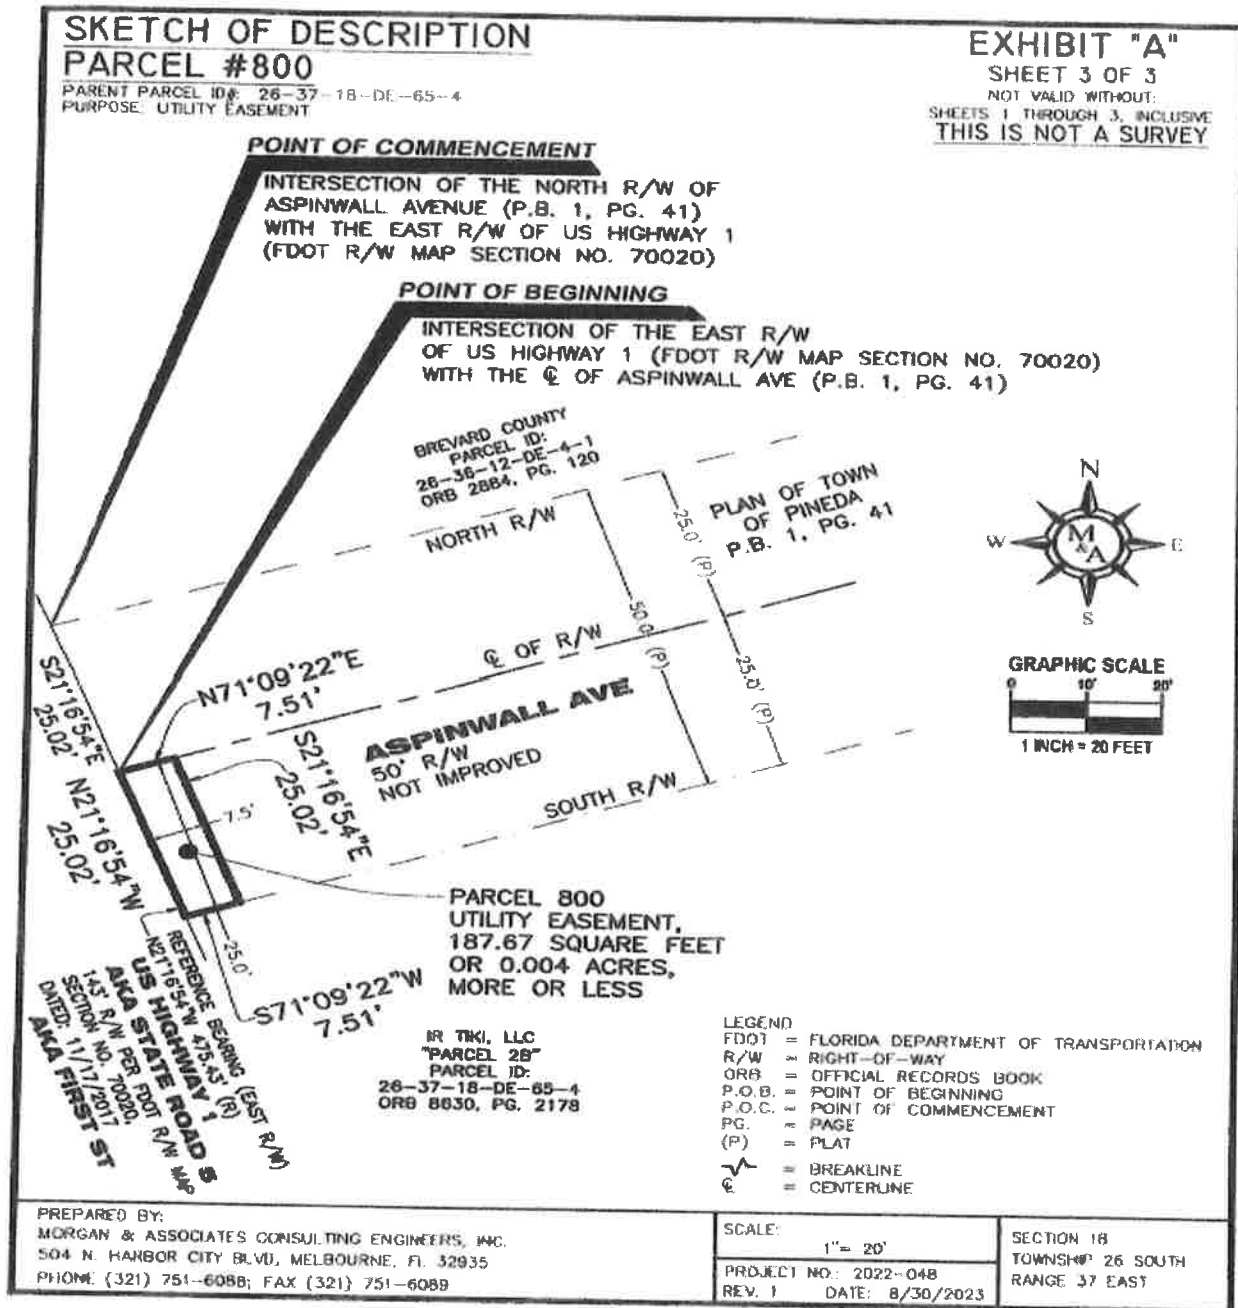 SKETCH OF DESCRIPTION
PARCEL #800
PARENT PARCEL ID#: 26-37-18-DE-65-4
PURPOSE: UTILITY EASEMENT
EXHIBIT "A"
SHEET 3 OF 3
NOT VALID WITHOUT:
SHEETS 1 THROUGH 3, INCLUSIVE
THIS IS NOT A SURVEY
POINT OF COMMENCEMENT
INTERSECTION OF THE NORTH R/W OF
ASPINWALL AVENUE (P.B. 1, PG. 41)
WITH THE EAST R/W OF US HIGHWAY 1
(FDOT R/W MAP SECTION NO. 70020)
POINT OF BEGINNING
INTERSECTION OF THE EAST R/W
OF US HIGHWAY 1 (FDOT R/W MAP SECTION NO. 70020)
WITH THE ℄ OF ASPINWALL AVE (P.B. 1, PG. 41)
BREVARD COUNTY
PARCEL ID:
26-36-12-DE-4-1
ORB 2884, PG. 120
NORTH R/W
25.0' (P)
PLAN OF TOWN
OF PINEDA
P.B. 1, PG. 41
N
W
M&A
E
S
50.0' (P)
℄ OF R/W
25.0' (P)
GRAPHIC SCALE
0 10' 20'
1 INCH = 20 FEET
S21°16'54"E
25.02'
N71°09'22"E
7.51'
ASPINWALL AVE
50' R/W
NOT IMPROVED
S21°16'54"E
25.02'
SOUTH R/W
7.5'
N21°16'54"W
25.02'
PARCEL 800
UTILITY EASEMENT,
187.67 SQUARE FEET
OR 0.004 ACRES,
MORE OR LESS
25.0'
S71°09'22"W
7.51'
REFERENCE BEARING (EAST R/W)
N21°16'54"W 475.43' (R)
US HIGHWAY 1
AKA STATE ROAD 5
143' R/W PER FDOT R/W MAP
SECTION NO. 70020,
DATED: 11/17/2017
AKA FIRST ST
IR TIKI, LLC
"PARCEL 2B"
PARCEL ID:
26-37-18-DE-65-4
ORB 8630, PG. 2178
LEGEND
FDOT = FLORIDA DEPARTMENT OF TRANSPORTATION
R/W = RIGHT-OF-WAY
ORB = OFFICIAL RECORDS BOOK
P.O.B. = POINT OF BEGINNING
P.O.C. = POINT OF COMMENCEMENT
PG. = PAGE
(P) = PLAT
= BREAKLINE
℄ = CENTERLINE
PREPARED BY:
MORGAN & ASSOCIATES CONSULTING ENGINEERS, INC.
504 N. HARBOR CITY BLVD, MELBOURNE, FL 32935
PHONE (321) 751-6088; FAX (321) 751-6089
SCALE:
1"= 20'
PROJECT NO.: 2022-048
REV. 1 DATE: 8/30/2023
SECTION 18
TOWNSHIP 26 SOUTH
RANGE 37 EAST